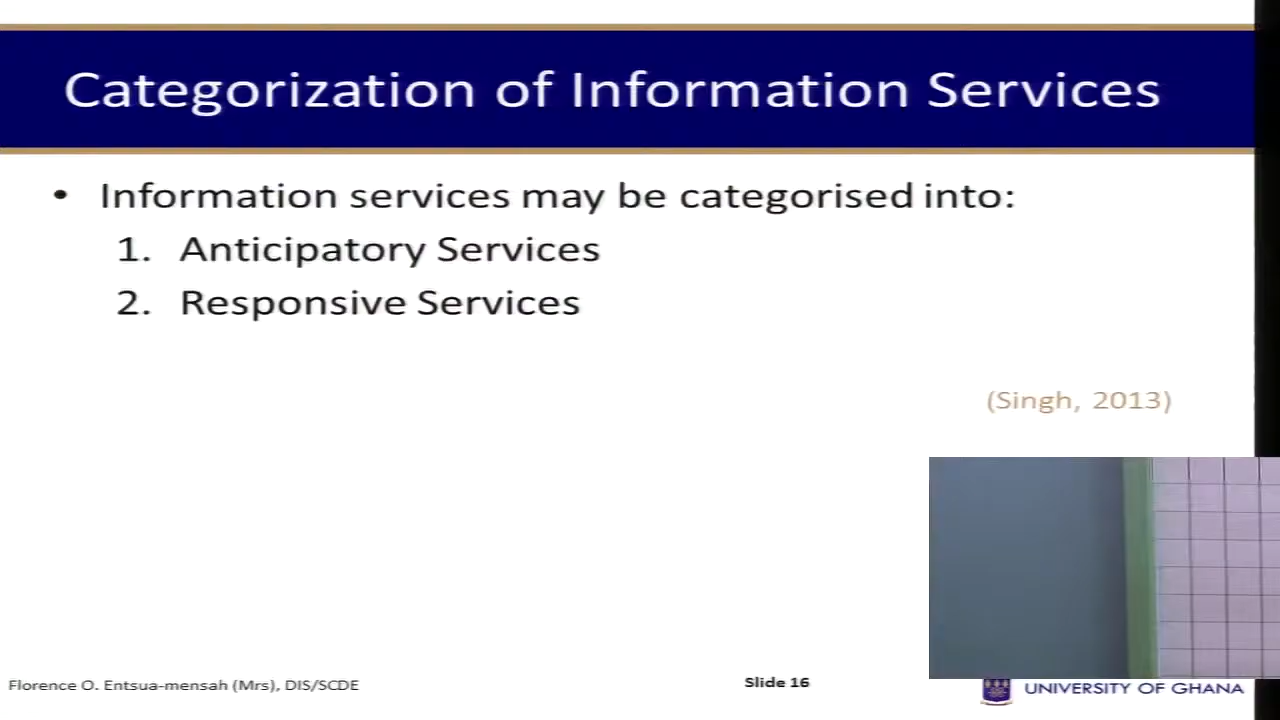 Categorization of Information Services
• Information services may be categorised into:
1. Anticipatory Services
2. Responsive Services
(Singh, 2013)
Florence O. Entsua-mensah (Mrs), DIS/SCDE
Slide 16
UNIVERSITY OF GHANA